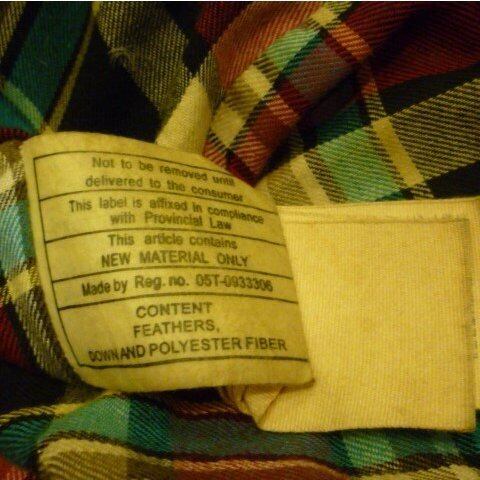 Not to be removed until
delivered to the consumer
This label is affixed in compliance
with Provincial Law
This article contains
NEW MATERIAL ONLY
Made by Reg. no. 05T-0933306
CONTENT
FEATHERS,
DOWN AND POLYESTER FIBER